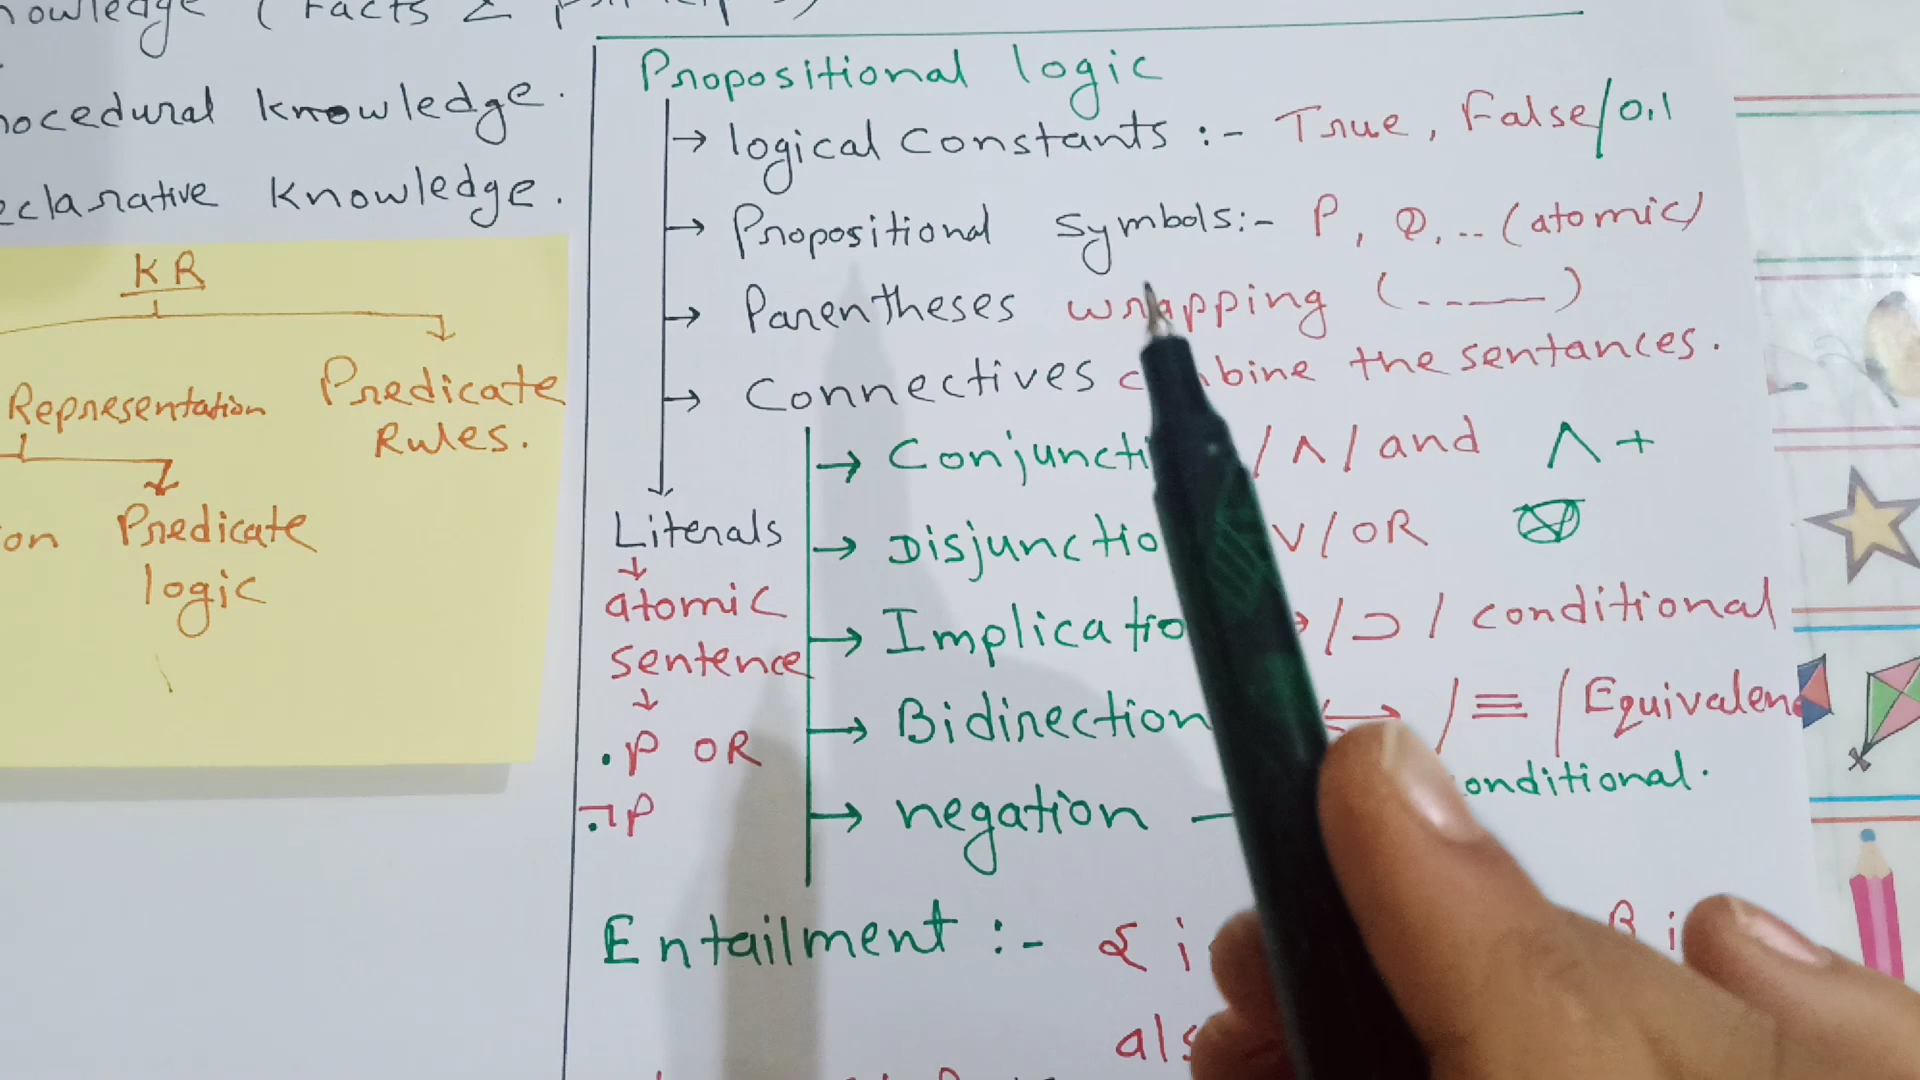 Knowledge (Facts &
Procedural Knowledge.
Declarative Knowledge.
KR
Representation
Predicate Rules.
Predicate
logic
Propositional logic
→ logical Constants :- True, False/0,1
→ Propositional Symbols:- P, Q, .. (atomic)
→ Parentheses wrapping (..——)
→ Connectives combine the sentances.
→ Conjuncti /∧/and ∧ +
→ Disjunctio ∨/OR
→ Implicatio /⊃/ conditional
→ Bidirection ↔ /≡/Equivalen
onditional.
→ negation –
Literals
↓
atomic
sentence
↓
.P OR
.¬P
Entailment :-